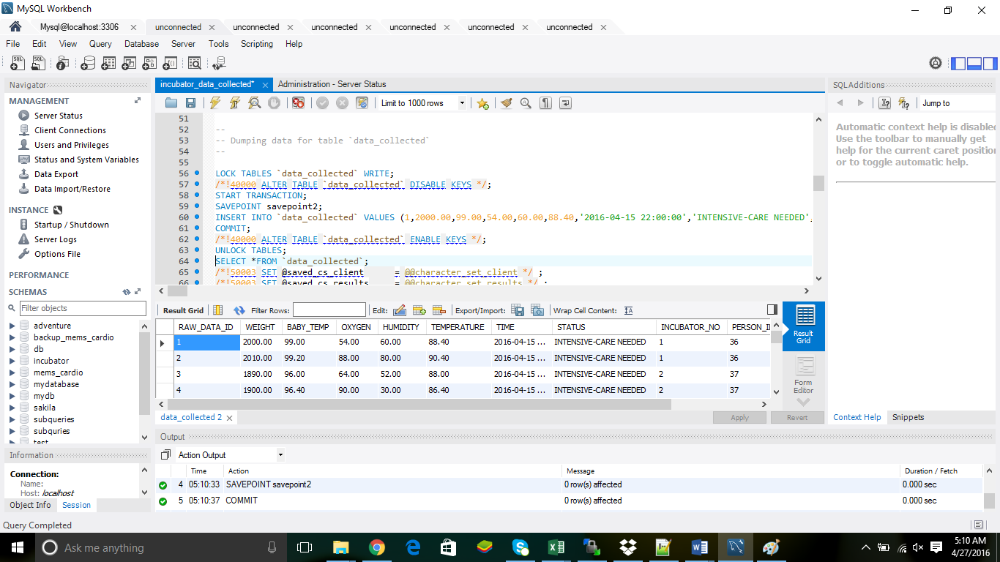 MySQL Workbench
Mysql@localhost:3306 unconnected unconnected unconnected unconnected unconnected unconnected
File Edit View Query Database Server Tools Scripting Help
Navigator
MANAGEMENT
Server Status
Client Connections
Users and Privileges
Status and System Variables
Data Export
Data Import/Restore
INSTANCE
Startup / Shutdown
Server Logs
Options File
PERFORMANCE
SCHEMAS
Filter objects
adventure
backup_mems_cardio
db
incubator
mems_cardio
mydatabase
mydb
sakila
subqueries
subquries
test
Information
Connection:
Name:
Host: localhost
Object Info Session
incubator_data_collected* Administration - Server Status
Limit to 1000 rows
51
52 --
53 -- Dumping data for table `data_collected`
54 --
55
56 LOCK TABLES `data_collected` WRITE;
57 /*!40000 ALTER TABLE `data_collected` DISABLE KEYS */;
58 START TRANSACTION;
59 SAVEPOINT savepoint2;
60 INSERT INTO `data_collected` VALUES (1,2000.00,99.00,54.00,60.00,88.40,'2016-04-15 22:00:00','INTENSIVE-CARE NEEDED',
61 COMMIT;
62 /*!40000 ALTER TABLE `data_collected` ENABLE KEYS */;
63 UNLOCK TABLES;
64 SELECT *FROM `data_collected`;
65 /*!50003 SET @saved_cs_client = @@character_set_client */ ;
66 /*!50003 SET @saved_cs_results = @@character_set_results */ ;
Result Grid Filter Rows: Edit: Export/Import: Wrap Cell Content:
RAW_DATA_ID WEIGHT BABY_TEMP OXYGEN HUMIDITY TEMPERATURE TIME STATUS INCUBATOR_NO PERSON_I
1 2000.00 99.00 54.00 60.00 88.40 2016-04-15 ... INTENSIVE-CARE NEEDED 1 36
2 2010.00 99.20 88.00 80.00 90.40 2016-04-15 ... INTENSIVE-CARE NEEDED 1 36
3 1890.00 96.00 64.00 52.00 88.00 2016-04-15 ... INTENSIVE-CARE NEEDED 2 37
4 1900.00 96.40 90.00 30.00 86.40 2016-04-15 ... INTENSIVE-CARE NEEDED 2 37
Result
Grid
Form
Editor
data_collected 2 Apply Revert
SQLAdditions
Jump to
Automatic context help is disabled
Use the toolbar to manually get
help for the current caret position
or to toggle automatic help.
Context Help Snippets
Output
Action Output
Time Action Message Duration / Fetch
4 05:10:33 SAVEPOINT savepoint2 0 row(s) affected 0.000 sec
5 05:10:37 COMMIT 0 row(s) affected 0.000 sec
Query Completed
Ask me anything
5:10 AM
4/27/2016